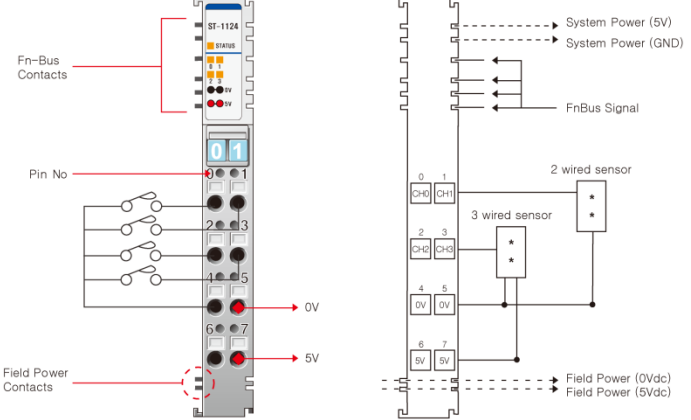 ST-1124
STATUS
0 1
2 3
0V
5V
Fn-Bus
Contacts
0 1
Pin No
0 1
2 3
4 5
0V
6 7
5V
Field Power
Contacts
System Power (5V)
System Power (GND)
FnBus Signal
2 wired sensor
0 1
CH0 CH1
* *
3 wired sensor
2 3
CH2 CH3
* *
4 5
0V 0V
6 7
5V 5V
Field Power (0Vdc)
Field Power (5Vdc)